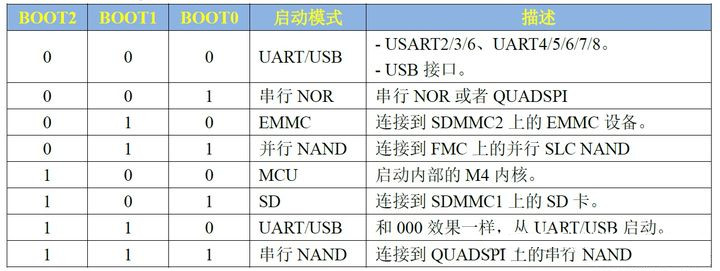 BOOT2 BOOT1 BOOT0 启动模式 描述
0 0 0 UART/USB - USART2/3/6、UART4/5/6/7/8。
- USB 接口。
0 0 1 串行 NOR 串行 NOR 或者 QUADSPI
0 1 0 EMMC 连接到 SDMMC2 上的 EMMC 设备。
0 1 1 并行 NAND 连接到 FMC 上的并行 SLC NAND
1 0 0 MCU 启动内部的 M4 内核。
1 0 1 SD 连接到 SDMMC1 上的 SD 卡。
1 1 0 UART/USB 和 000 效果一样，从 UART/USB 启动。
1 1 1 串行 NAND 连接到 QUADSPI 上的串行 NAND